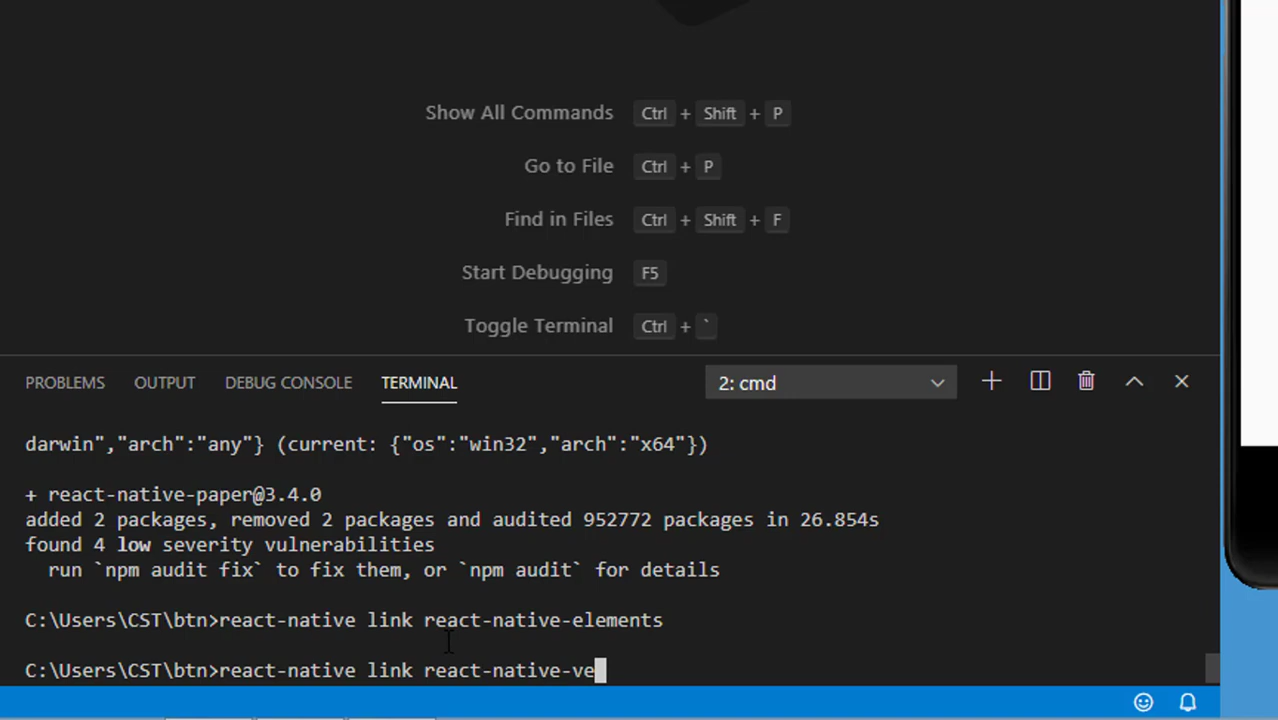 Show All Commands Ctrl + Shift + P
Go to File Ctrl + P
Find in Files Ctrl + Shift + F
Start Debugging F5
Toggle Terminal Ctrl + `
PROBLEMS OUTPUT DEBUG CONSOLE TERMINAL 2: cmd
darwin","arch":"any"} (current: {"os":"win32","arch":"x64"})
+ react-native-paper@3.4.0
added 2 packages, removed 2 packages and audited 952772 packages in 26.854s
found 4 low severity vulnerabilities
run `npm audit fix` to fix them, or `npm audit` for details
C:\Users\CST\btn>react-native link react-native-elements
C:\Users\CST\btn>react-native link react-native-ve